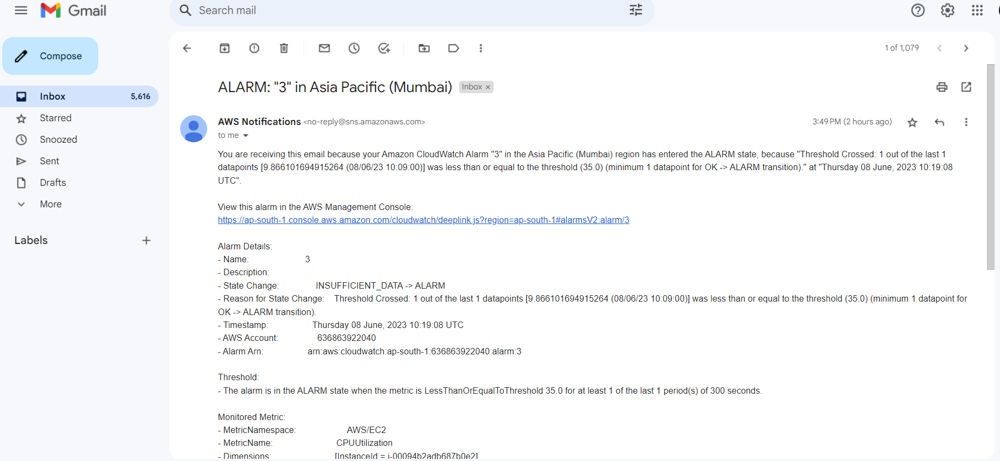 Gmail
Search mail
Compose
1 of 1,079
Inbox 5,616
Starred
Snoozed
Sent
Drafts
More
Labels
ALARM: "3" in Asia Pacific (Mumbai) Inbox ×
AWS Notifications <no-reply@sns.amazonaws.com> 3:49 PM (2 hours ago)
to me
You are receiving this email because your Amazon CloudWatch Alarm "3" in the Asia Pacific (Mumbai) region has entered the ALARM state, because "Threshold Crossed: 1 out of the last 1
datapoints [9.866101694915264 (08/06/23 10:09:00)] was less than or equal to the threshold (35.0) (minimum 1 datapoint for OK -> ALARM transition)." at "Thursday 08 June, 2023 10:19:08
UTC".
View this alarm in the AWS Management Console:
https://ap-south-1.console.aws.amazon.com/cloudwatch/deeplink.js?region=ap-south-1#alarmsV2:alarm/3
Alarm Details:
- Name: 3
- Description:
- State Change: INSUFFICIENT_DATA -> ALARM
- Reason for State Change: Threshold Crossed: 1 out of the last 1 datapoints [9.866101694915264 (08/06/23 10:09:00)] was less than or equal to the threshold (35.0) (minimum 1 datapoint for
OK -> ALARM transition).
- Timestamp: Thursday 08 June, 2023 10:19:08 UTC
- AWS Account: 636863922040
- Alarm Arn: arn:aws:cloudwatch:ap-south-1:636863922040:alarm:3
Threshold:
- The alarm is in the ALARM state when the metric is LessThanOrEqualToThreshold 35.0 for at least 1 of the last 1 period(s) of 300 seconds.
Monitored Metric:
- MetricNamespace: AWS/EC2
- MetricName: CPUUtilization
- Dimensions: [InstanceId = i-00094b2adb687b0e2]